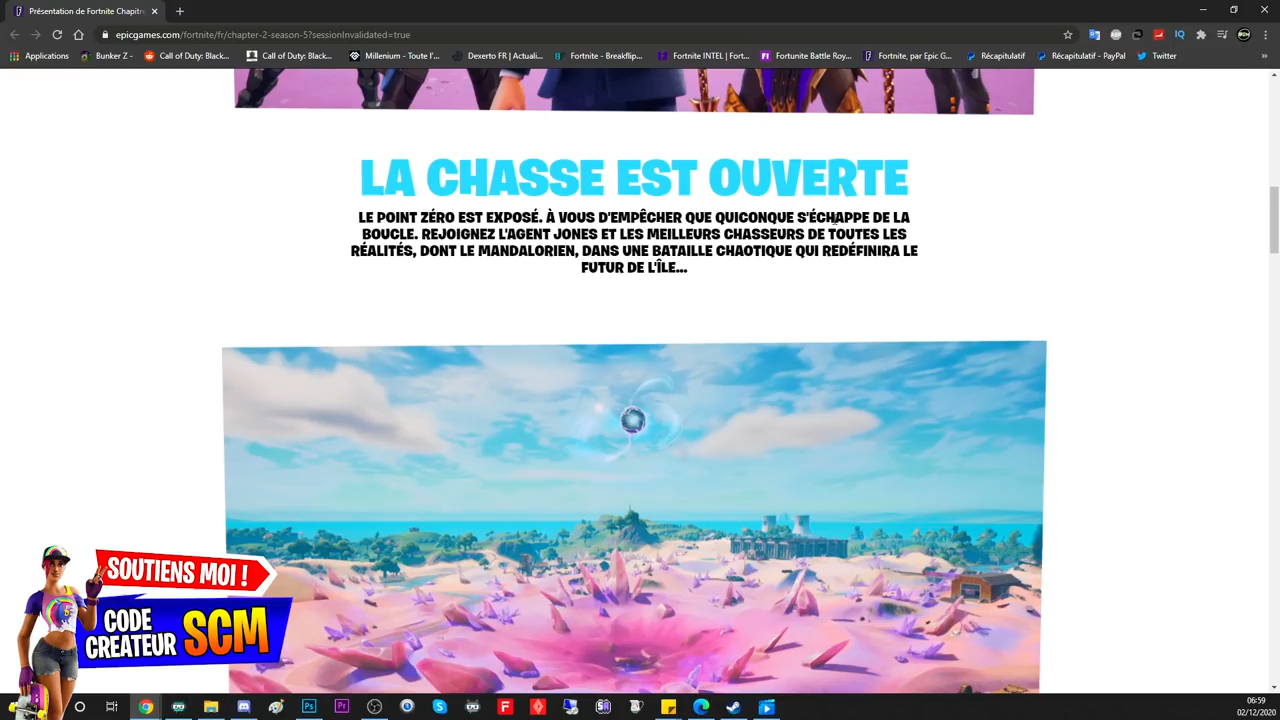 Présentation de Fortnite Chapitre
epicgames.com/fortnite/fr/chapter-2-season-5?sessionInvalidated=true
Applications
Bunker Z -
Call of Duty: Black...
Call of Duty: Black...
Millenium - Toute l'i...
Dexerto FR | Actuali...
Fortnite - Breakflip...
Fortnite INTEL | Fort...
Fortunite Battle Roy...
Fortnite, par Epic G...
Récapitulatif
Récapitulatif - PayPal
Twitter
LA CHASSE EST OUVERTE
LE POINT ZÉRO EST EXPOSÉ. À VOUS D'EMPÊCHER QUE QUICONQUE S'ÉCHAPPE DE LA
BOUCLE. REJOIGNEZ L'AGENT JONES ET LES MEILLEURS CHASSEURS DE TOUTES LES
RÉALITÉS, DONT LE MANDALORIEN, DANS UNE BATAILLE CHAOTIQUE QUI REDÉFINIRA LE
FUTUR DE L'ÎLE...
SOUTIENS MOI !
CODE
CREATEUR SCM
06:59
02/12/2020